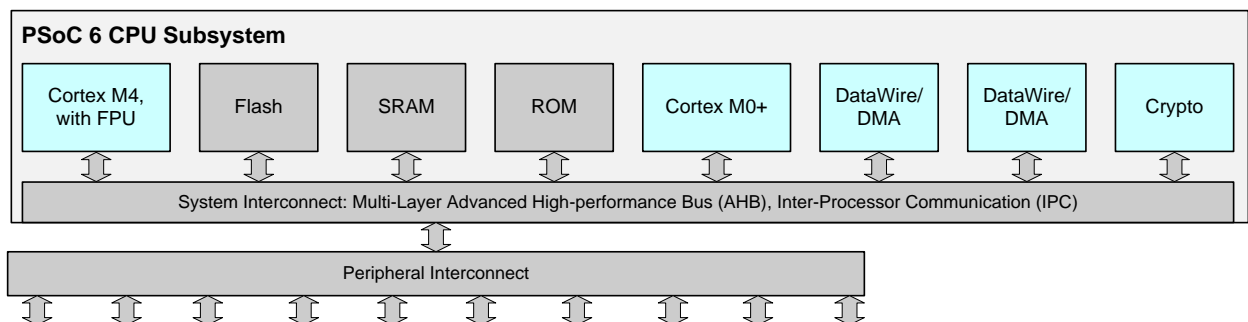 PSoC 6 CPU Subsystem
Cortex M4,
with FPU
Flash
SRAM
ROM
Cortex M0+
DataWire/
DMA
DataWire/
DMA
Crypto
System Interconnect: Multi-Layer Advanced High-performance Bus (AHB), Inter-Processor Communication (IPC)
Peripheral Interconnect